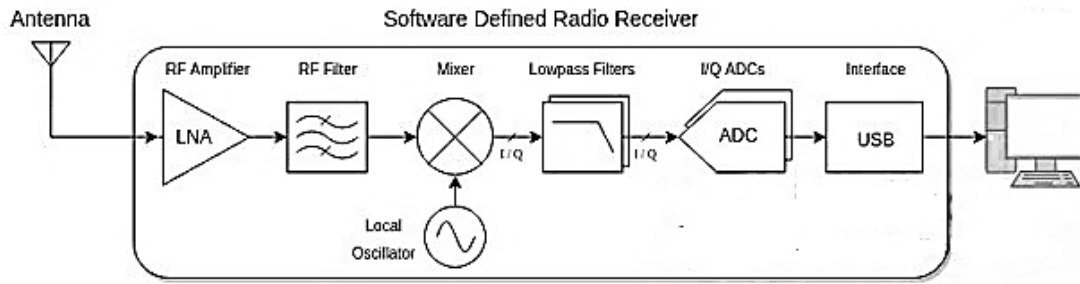 Antenna
Software Defined Radio Receiver
RF Amplifier
RF Filter
Mixer
Lowpass Filters
I/Q ADCs
Interface
LNA
I / Q
I / Q
ADC
USB
Local
Oscillator